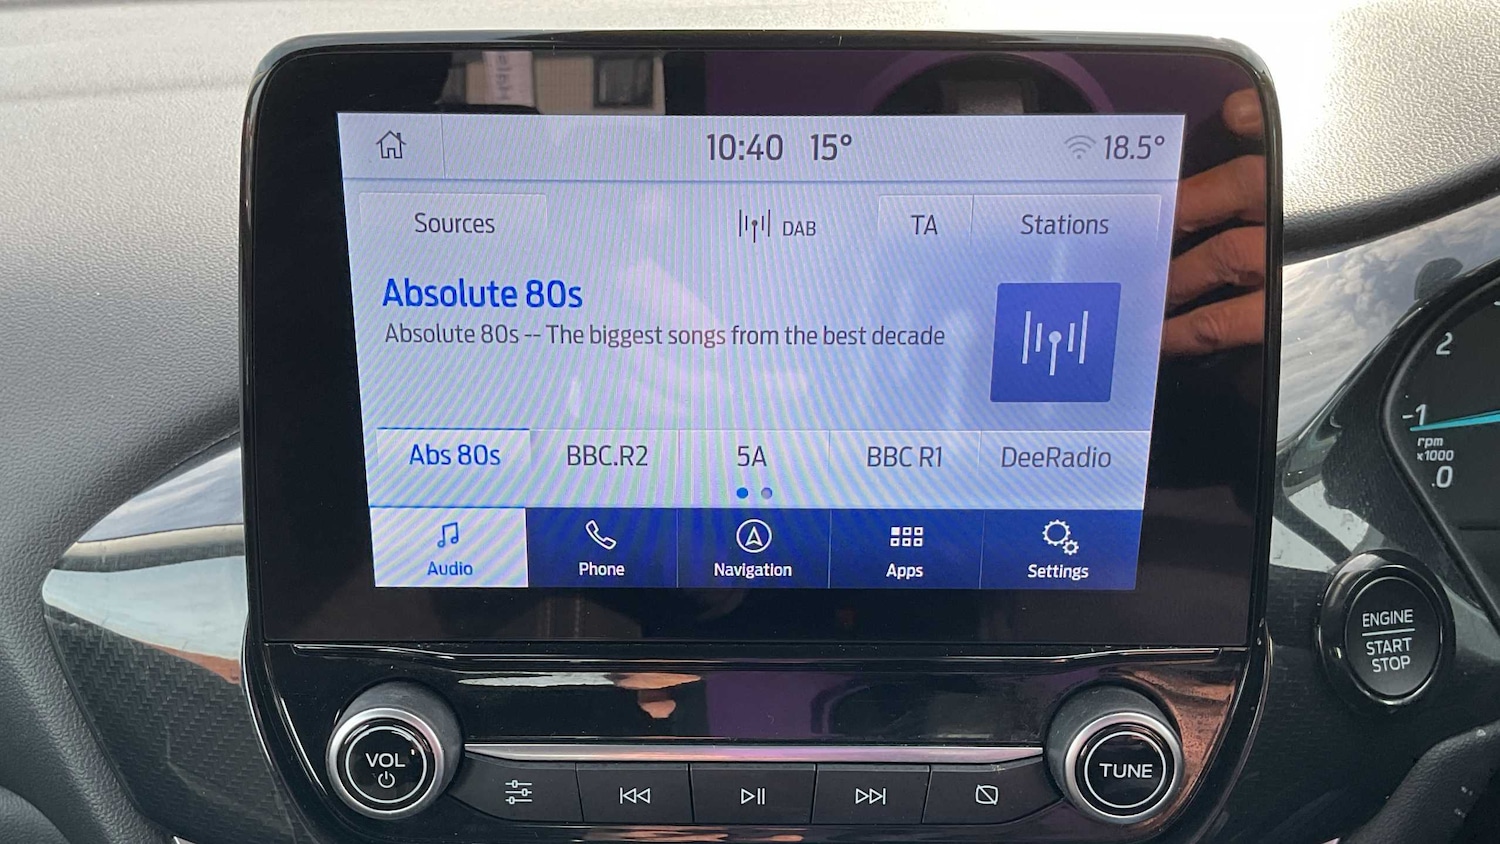 10:40 15° 18.5°
Sources DAB TA Stations
Absolute 80s
Absolute 80s -- The biggest songs from the best decade
Abs 80s BBC.R2 5A BBC R1 DeeRadio
Audio Phone Navigation Apps Settings
2
1
rpm
x1000
0
ENGINE
START
STOP
VOL
TUNE